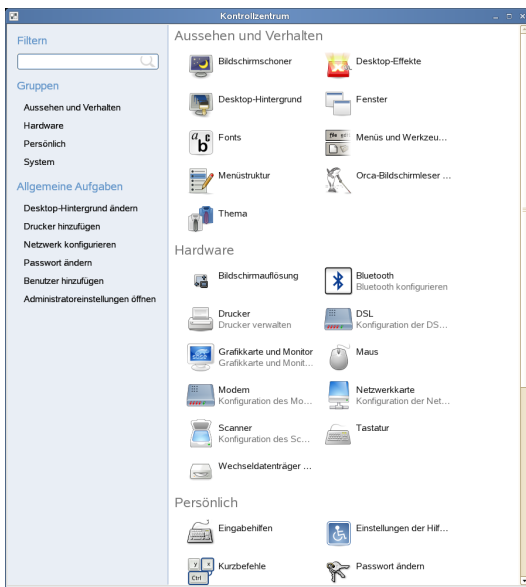 Kontrollzentrum
Filtern
Gruppen
Aussehen und Verhalten
Hardware
Persönlich
System
Allgemeine Aufgaben
Desktop-Hintergrund ändern
Drucker hinzufügen
Netzwerk konfigurieren
Passwort ändern
Benutzer hinzufügen
Administratoreinstellungen öffnen
Aussehen und Verhalten
Bildschirmschoner
Desktop-Effekte
Desktop-Hintergrund
Fenster
Fonts
Menüs und Werkzeu...
Menüstruktur
Orca-Bildschirmleser ...
Thema
Hardware
Bildschirmauflösung
Bluetooth
Bluetooth konfigurieren
Drucker
Drucker verwalten
DSL
Konfiguration der DS...
Grafikkarte und Monitor
Grafikkarte und Monit...
Maus
Modem
Konfiguration des Mo...
Netzwerkkarte
Konfiguration der Net...
Scanner
Konfiguration des Sc...
Tastatur
Wechseldatenträger ...
Persönlich
Eingabehilfen
Einstellungen der Hilf...
Kurzbefehle
Passwort ändern